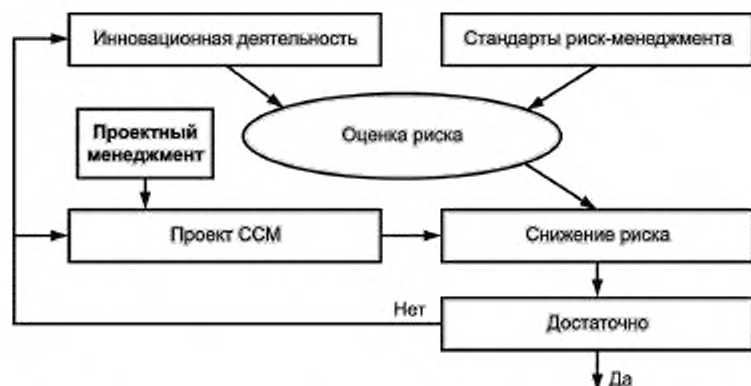 Инновационная деятельность
Стандарты риск-менеджмента
Проектный
менеджмент
Оценка риска
Проект ССМ
Снижение риска
Нет
Достаточно
Да